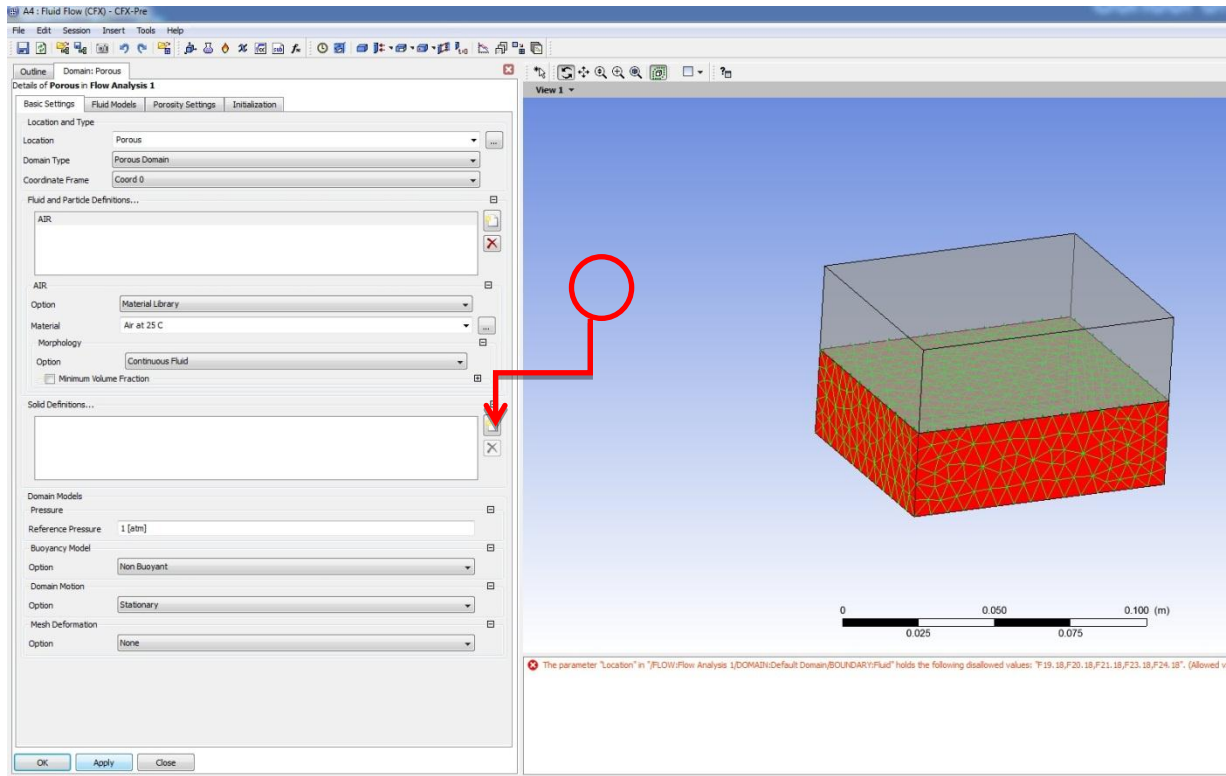 A4 : Fluid Flow (CFX) - CFX-Pre
File Edit Session Insert Tools Help
Outline Domain: Porous
Details of Porous in Flow Analysis 1
Basic Settings Fluid Models Porosity Settings Initialization
Location and Type
Location Porous ...
Domain Type Porous Domain
Coordinate Frame Coord 0
Fluid and Particle Definitions...
AIR
AIR
Option Material Library
Material Air at 25 C ...
Morphology
Option Continuous Fluid
Minimum Volume Fraction
Solid Definitions...
Domain Models
Pressure
Reference Pressure 1 [atm]
Buoyancy Model
Option Non Buoyant
Domain Motion
Option Stationary
Mesh Deformation
Option None
OK Apply Close
View 1
0 0.050 0.100 (m)
0.025 0.075
The parameter "Location" in "/FLOW:Flow Analysis 1/DOMAIN:Default Domain/BOUNDARY:Fluid" holds the following disallowed values: "F19.18,F20.18,F21.18,F23.18,F24.18". (Allowed v